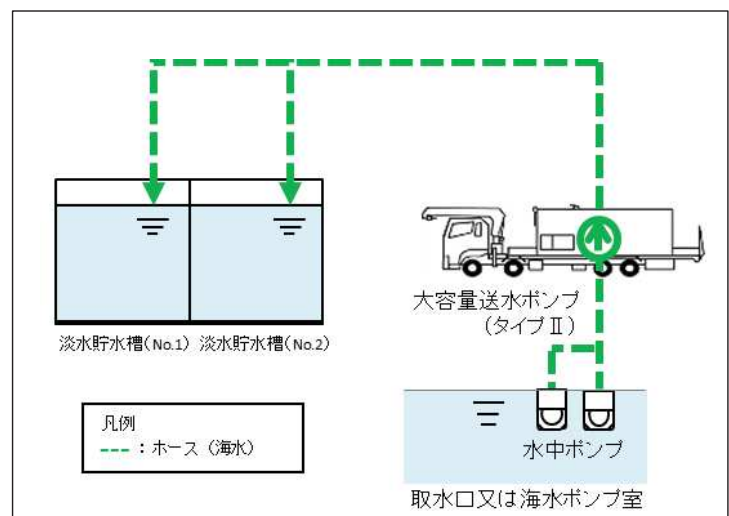 大容量送水ポンプ
(タイプⅡ)
淡水貯水槽(No.1) 淡水貯水槽(No.2)
凡例
---：ホース（海水）
水中ポンプ
取水口又は海水ポンプ室